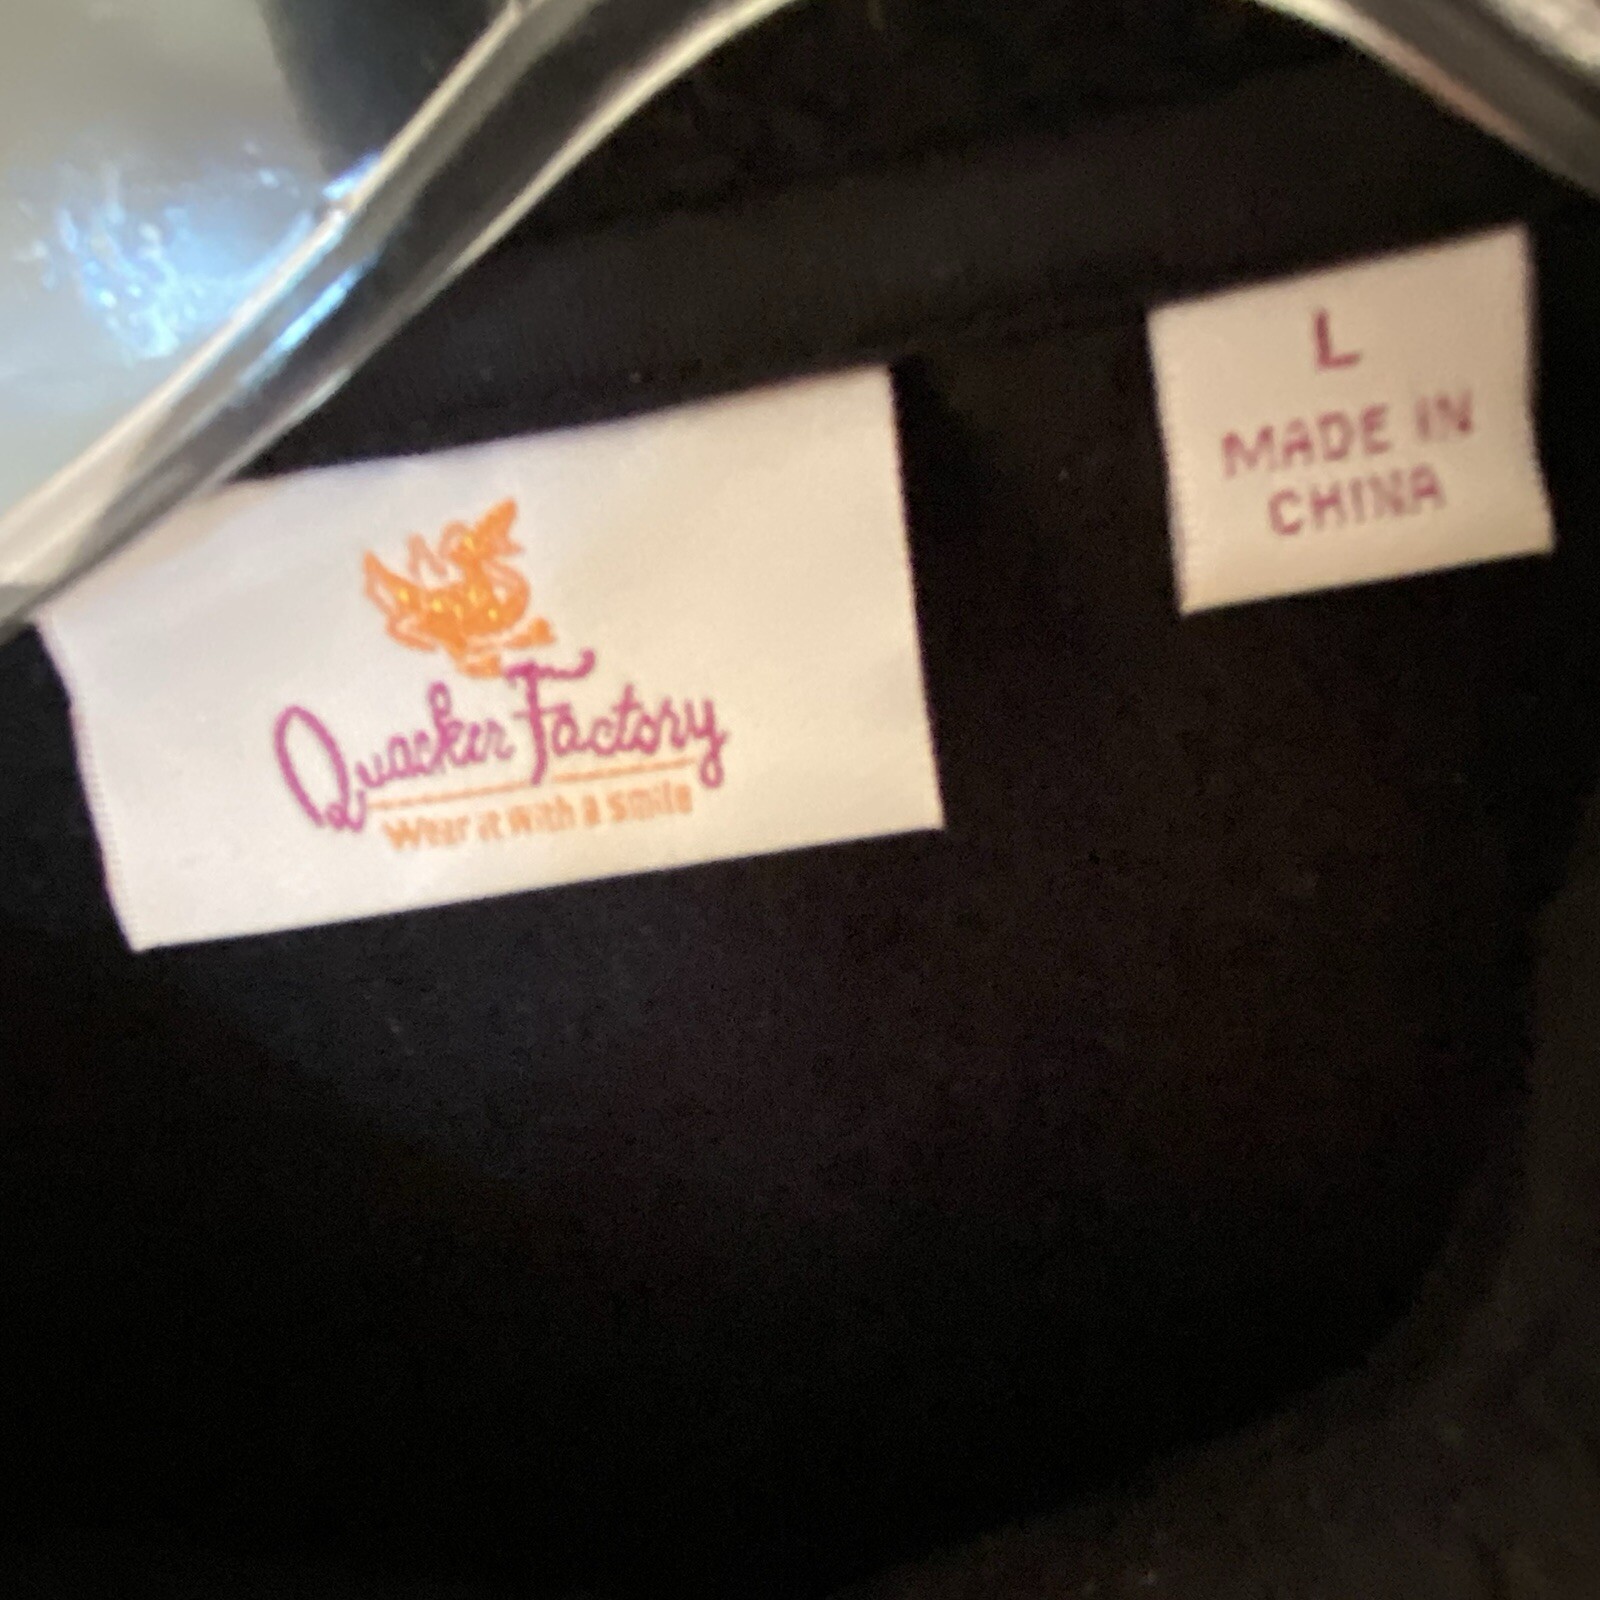 Quacker Factory
Wear it with a smile
L
MADE IN
CHINA